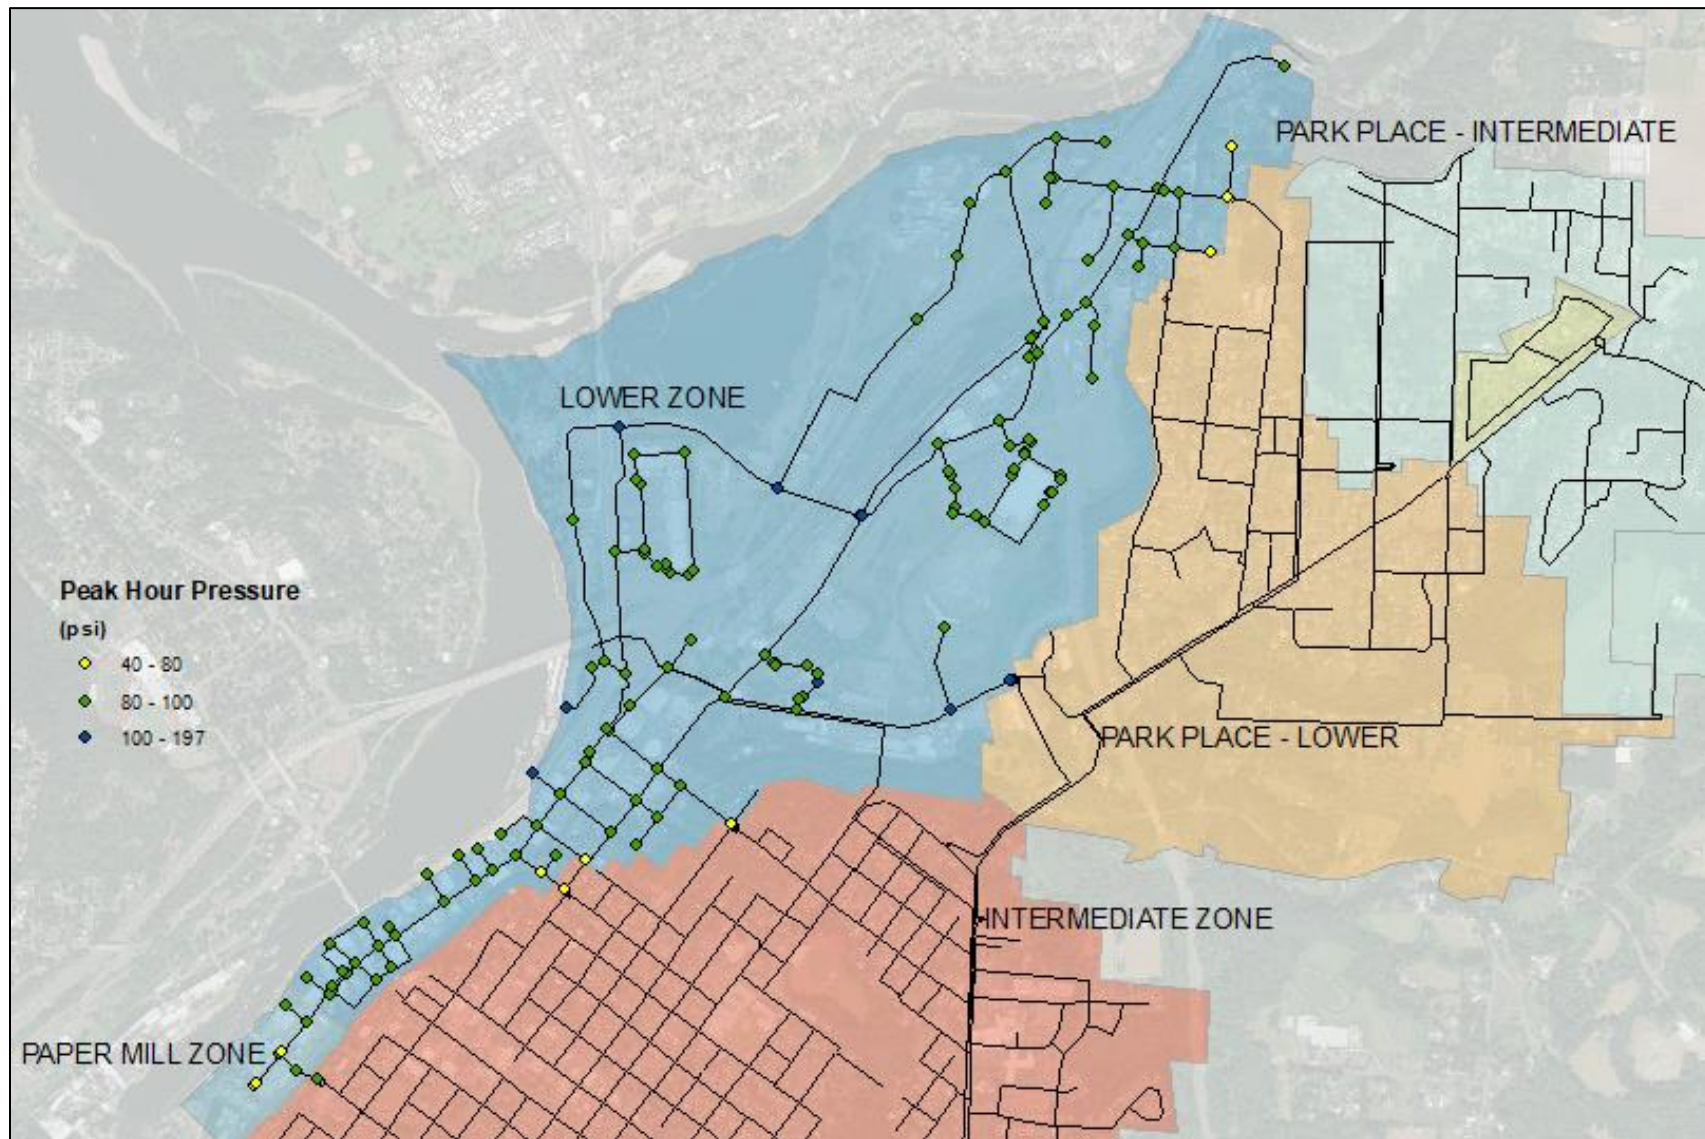 PARK PLACE - INTERMEDIATE
LOWER ZONE
Peak Hour Pressure
(psi)
40 - 80
80 - 100
100 - 197
PARK PLACE - LOWER
INTERMEDIATE ZONE
PAPER MILL ZONE